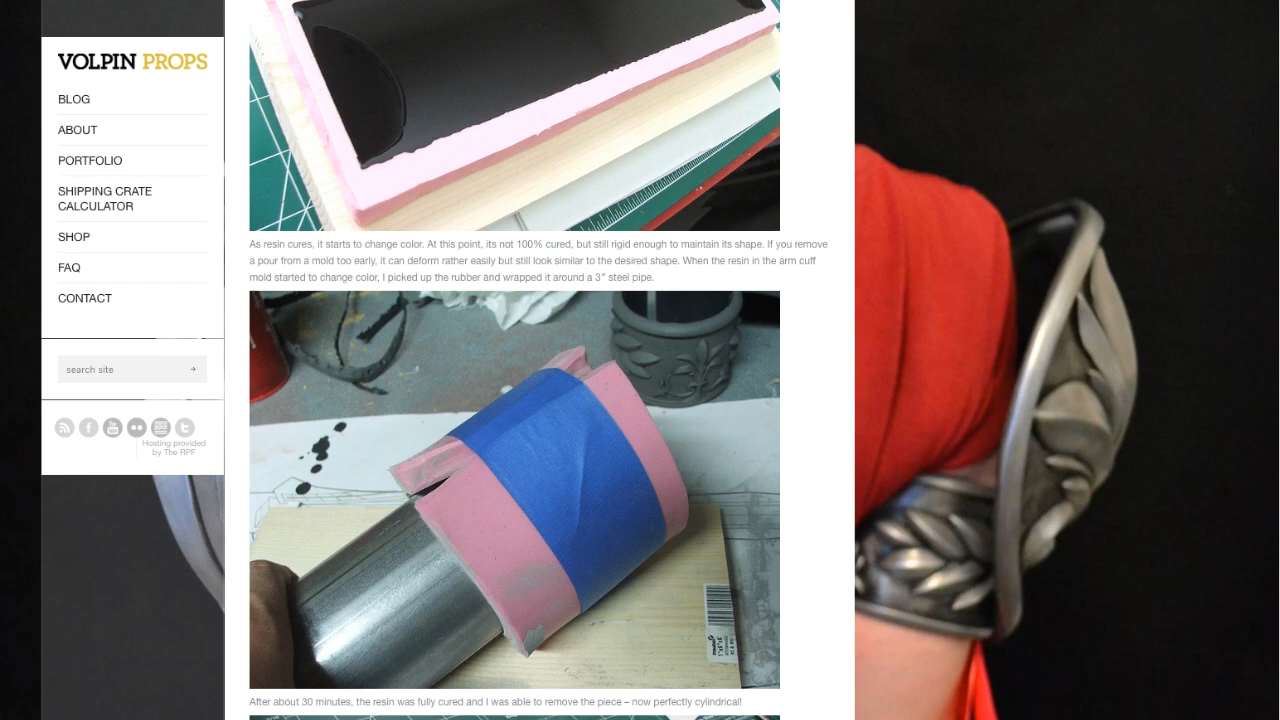 VOLPIN PROPS
BLOG
ABOUT
PORTFOLIO
SHIPPING CRATE
CALCULATOR
SHOP
FAQ
CONTACT
search site
Hosting provided
by The RPF
As resin cures, it starts to change color. At this point, its not 100% cured, but still rigid enough to maintain its shape. If you remove
a pour from a mold too early, it can deform rather easily but still look similar to the desired shape. When the resin in the arm cuff
mold started to change color, I picked up the rubber and wrapped it around a 3″ steel pipe.
After about 30 minutes, the resin was fully cured and I was able to remove the piece – now perfectly cylindrical!